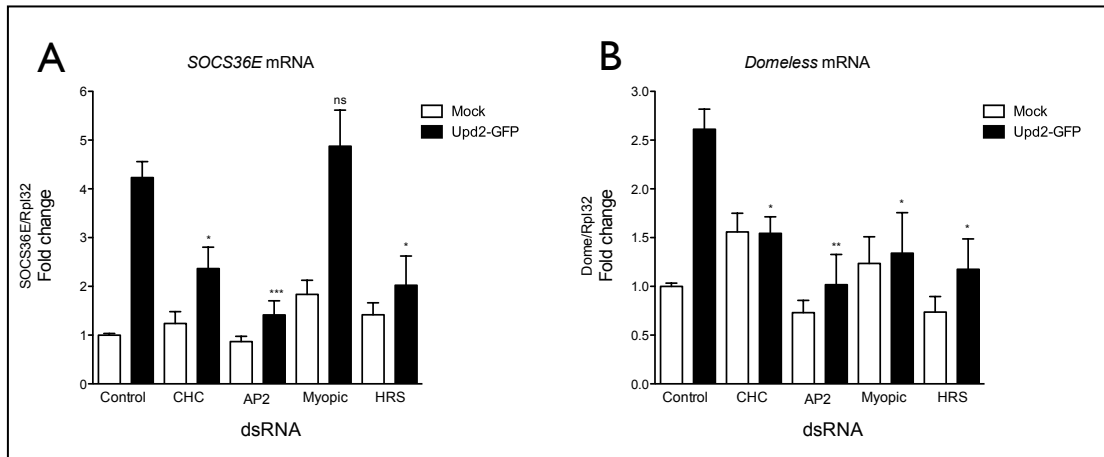 A
SOCS36E mRNA
Mock
Upd2-GFP
SOCS36E/Rpl32
Fold change
6
5
4
3
2
1
0
ns
*
***
*
Control
CHC
AP2
Myopic
HRS
dsRNA
B
Domeless mRNA
Mock
Upd2-GFP
Dome/Rpl32
Fold change
3.0
2.5
2.0
1.5
1.0
0.5
0.0
*
**
*
*
Control
CHC
AP2
Myopic
HRS
dsRNA